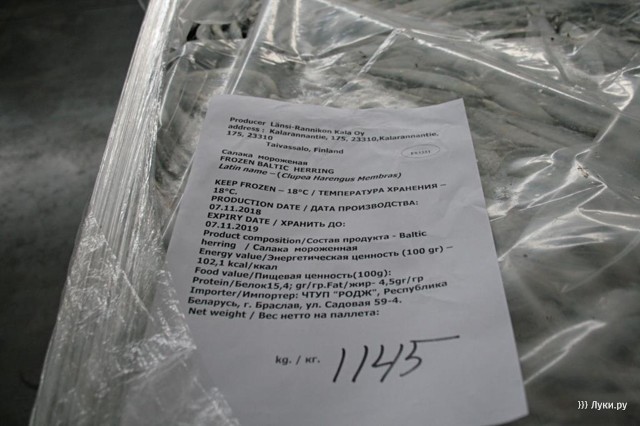 Producer Länsi-Rannikon Kala Oy
address : Kalarannantie, 175, 23310,Kalarannantie,
175, 23310
Taivassalo, Finland
Салака мороженая
FROZEN BALTIC HERRING
Latin name – (Clupea Harengus Membras)
KEEP FROZEN – 18°C / ТЕМПЕРАТУРА ХРАНЕНИЯ –
18°C.
PRODUCTION DATE / ДАТА ПРОИЗВОДСТВА:
07.11.2018
EXPIRY DATE / ХРАНИТЬ ДО:
07.11.2019
Product composition/Состав продукта - Baltic
herring / Салака мороженная
Energy value/Энергетическая ценность (100 gr) –
102,1 kcal/ккал
Food value/Пищевая ценность(100g):
Protein/Белок15,4; gr/гр.Fat/жир- 4,5gr/гр
Importer/Импортер: ЧТУП "РОДЖ", Республика
Беларусь, г. Браслав, ул. Садовая 59-4.
Net weight / Вес нетто на паллета:
kg. / кг. 1145
))) Луки.ру